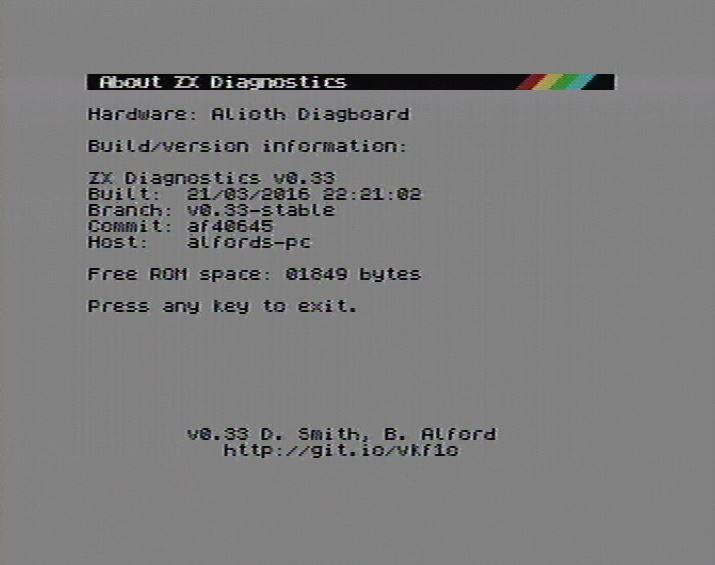 About ZX Diagnostics
Hardware: Alioth Diagboard
Build/version information:
ZX Diagnostics v0.33
Built: 21/03/2016 22:21:02
Branch: v0.33-stable
Commit: af40645
Host: alfords-pc
Free ROM space: 01849 bytes
Press any key to exit.
v0.33 D. Smith, B. Alford
http://git.io/vkf1o